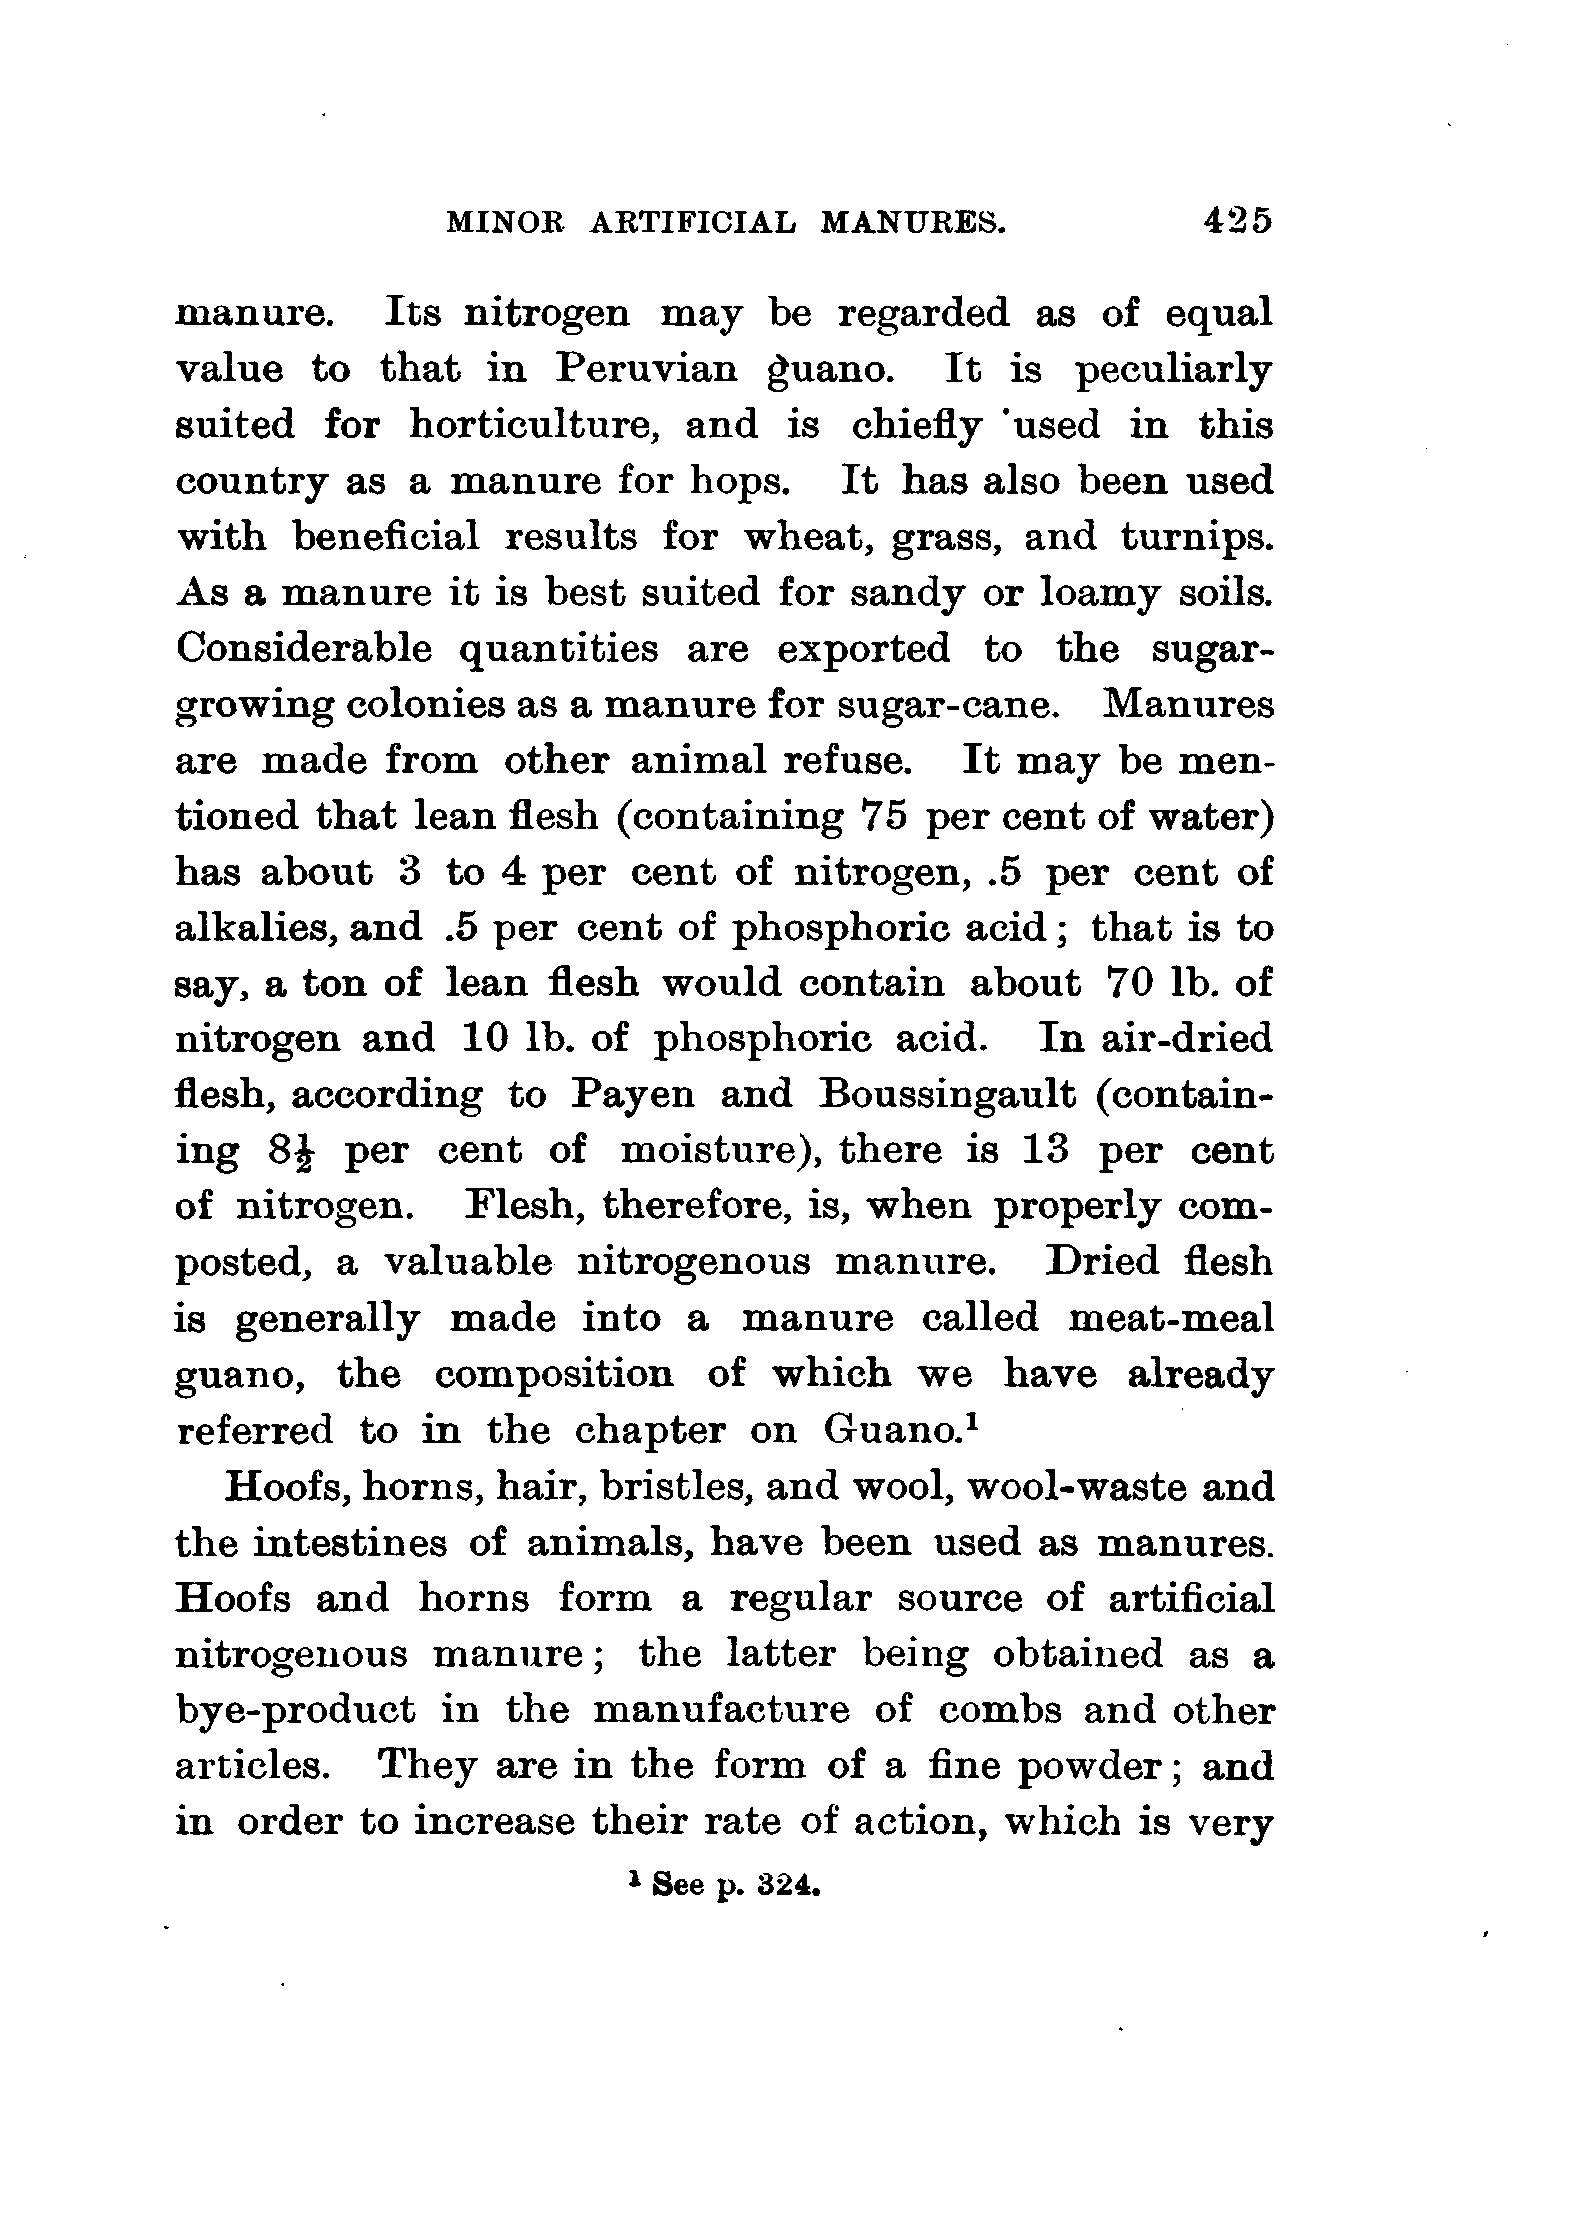 MINOR ARTIFICIAL MANURES. 425
manure. Its nitrogen may be regarded as of equal
value to that in Peruvian guano. It is peculiarly
suited for horticulture, and is chiefly used in this
country as a manure for hops. It has also been used
with beneficial results for wheat, grass, and turnips.
As a manure it is best suited for sandy or loamy soils.
Considerable quantities are exported to the sugar-
growing colonies as a manure for sugar-cane. Manures
are made from other animal refuse. It may be men-
tioned that lean flesh (containing 75 per cent of water)
has about 3 to 4 per cent of nitrogen, .5 per cent of
alkalies, and .5 per cent of phosphoric acid; that is to
say, a ton of lean flesh would contain about 70 lb. of
nitrogen and 10 lb. of phosphoric acid. In air-dried
flesh, according to Payen and Boussingault (contain-
ing 8½ per cent of moisture), there is 13 per cent
of nitrogen. Flesh, therefore, is, when properly com-
posted, a valuable nitrogenous manure. Dried flesh
is generally made into a manure called meat-meal
guano, the composition of which we have already
referred to in the chapter on Guano.¹
Hoofs, horns, hair, bristles, and wool, wool-waste and
the intestines of animals, have been used as manures.
Hoofs and horns form a regular source of artificial
nitrogenous manure; the latter being obtained as a
bye-product in the manufacture of combs and other
articles. They are in the form of a fine powder; and
in order to increase their rate of action, which is very
¹ See p. 324.